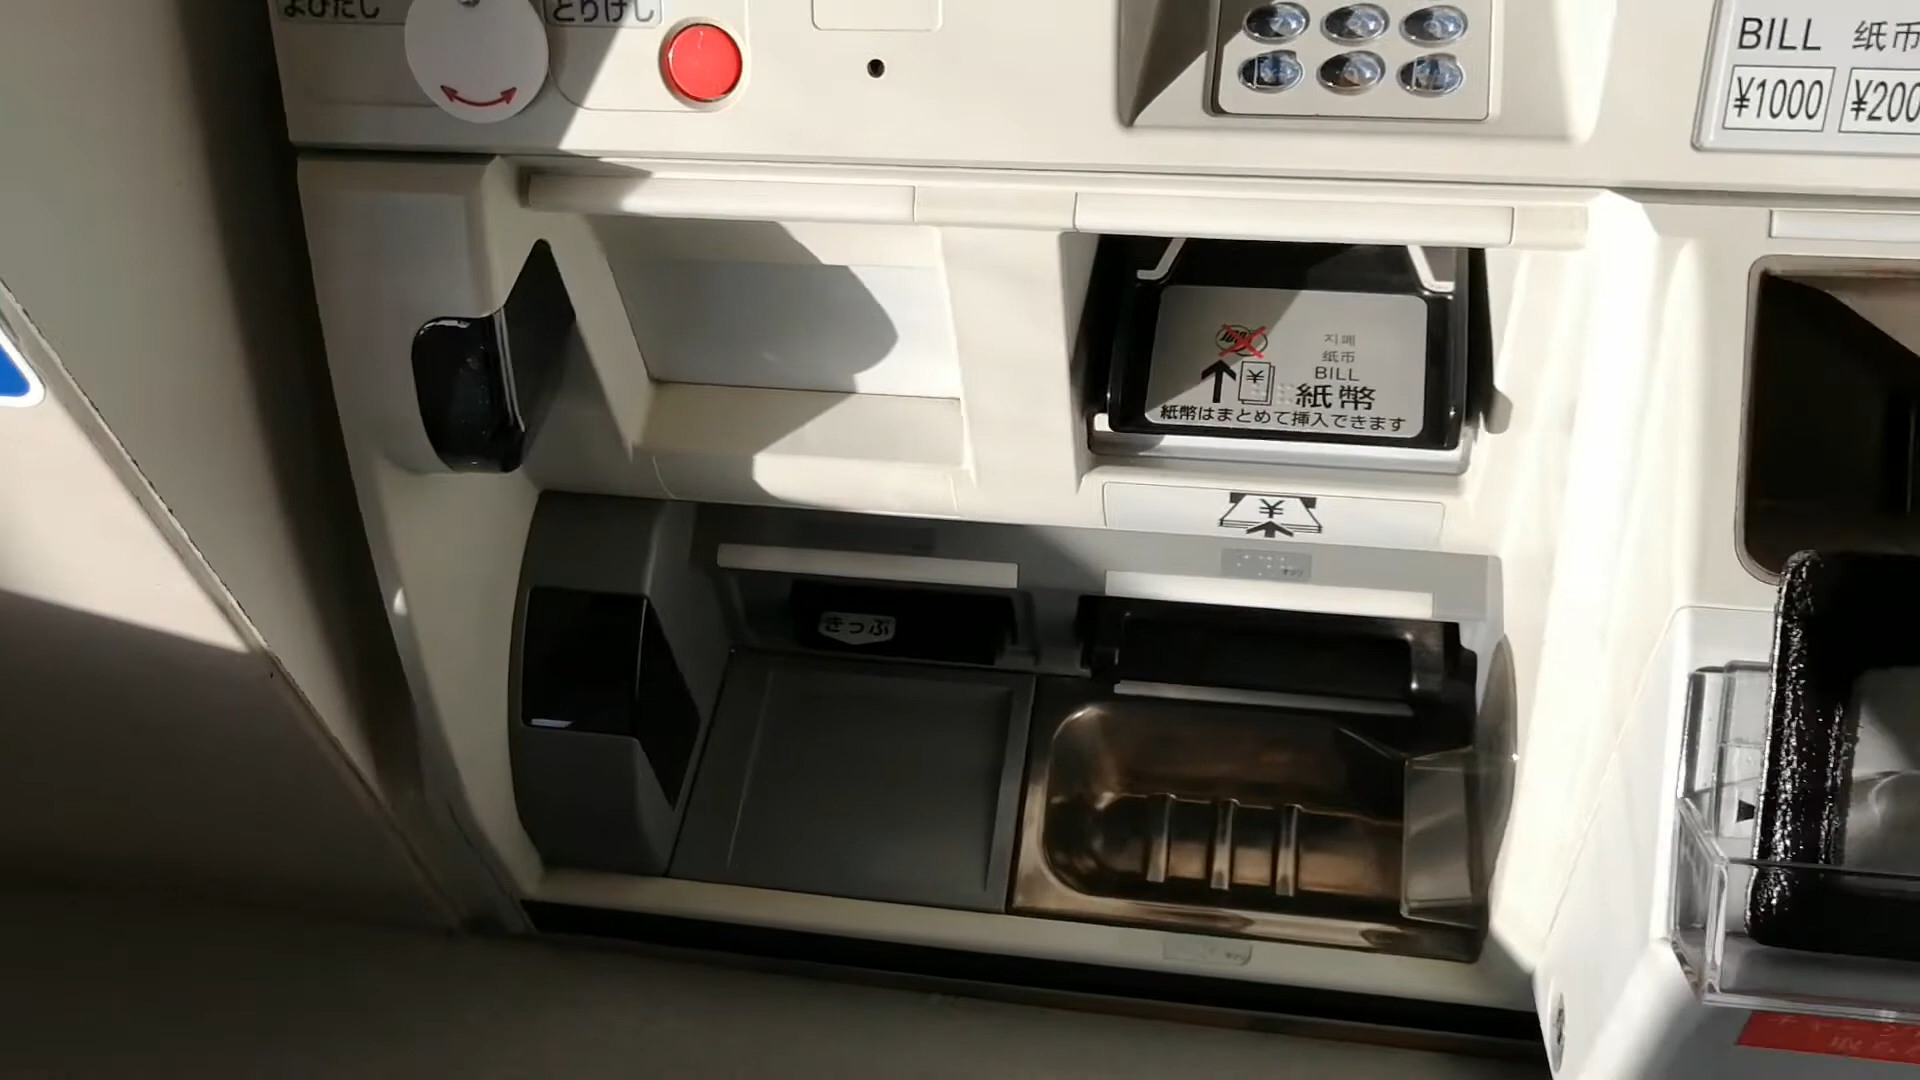 よびだし
とりけし
BILL 纸币
¥1000 ¥200
지폐
纸币
BILL
¥
紙幣
紙幣はまとめて挿入できます
¥
きっぷ